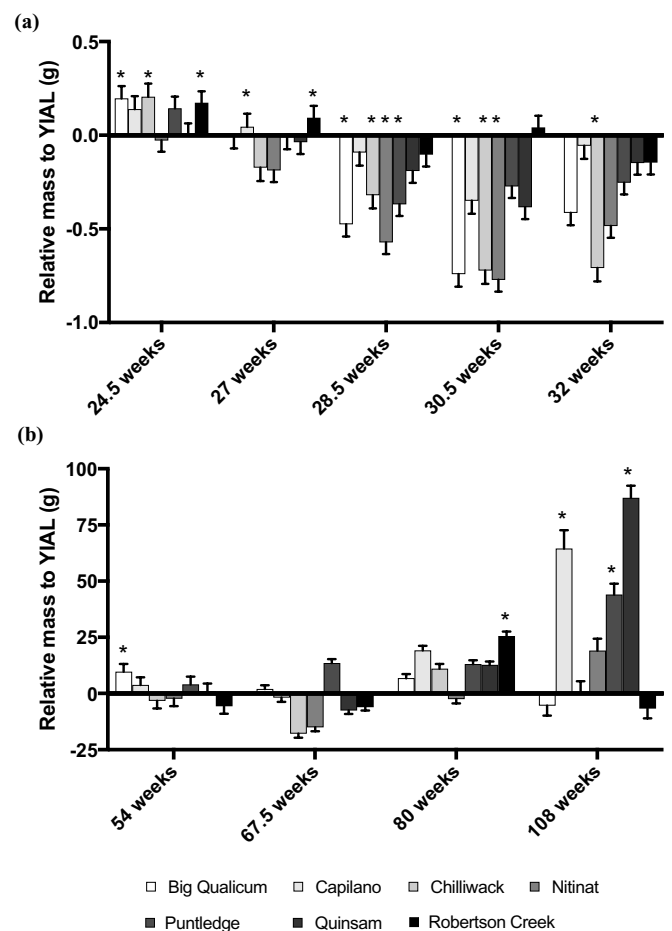 (a)
Relative mass to YIAL (g)
0.5
0.0
-0.5
-1.0
* * *
* *
* * * *
* * *
*
24.5 weeks
27 weeks
28.5 weeks
30.5 weeks
32 weeks
(b)
Relative mass to YIAL (g)
100
75
50
25
0
-25
*
*
* * *
54 weeks
67.5 weeks
80 weeks
108 weeks
Big Qualicum
Capilano
Chilliwack
Nitinat
Puntledge
Quinsam
Robertson Creek